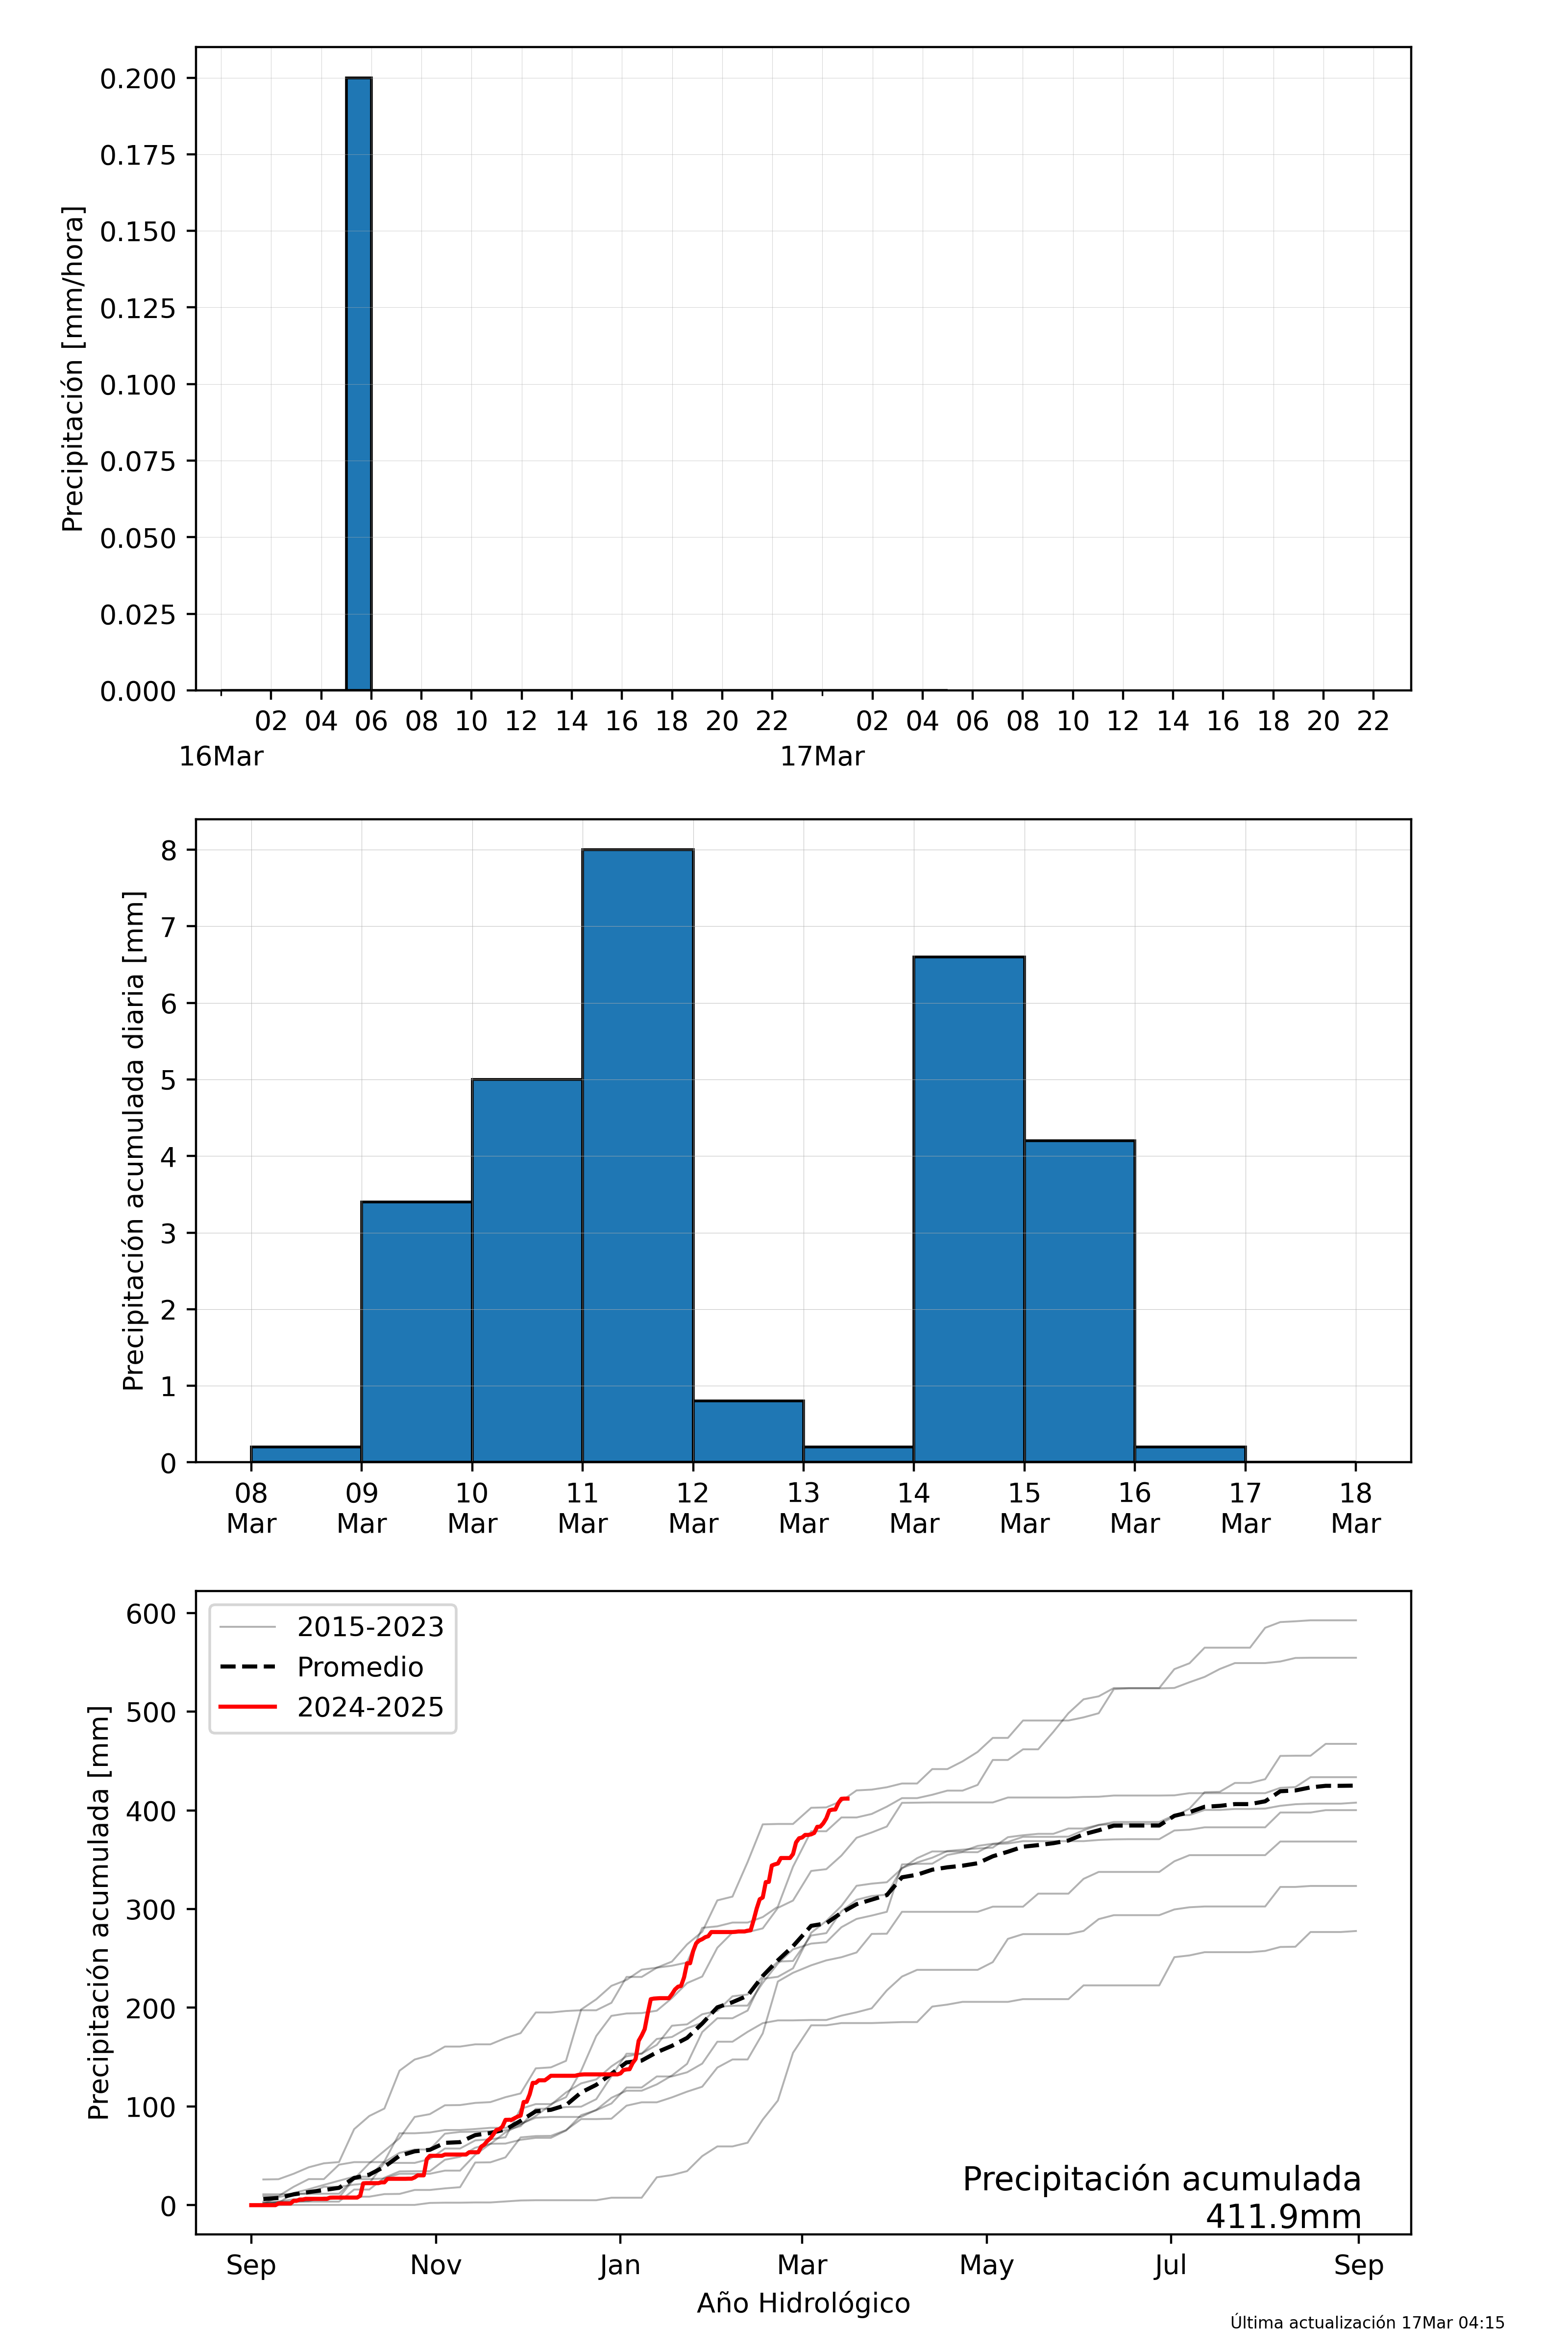 Precipitación [mm/hora]
0.200
0.175
0.150
0.125
0.100
0.075
0.050
0.025
0.000
02 04 06 08 10 12 14 16 18 20 22 02 04 06 08 10 12 14 16 18 20 22
16Mar 17Mar
Precipitación acumulada diaria [mm]
8
7
6
5
4
3
2
1
0
08 09 10 11 12 13 14 15 16 17 18
Mar Mar Mar Mar Mar Mar Mar Mar Mar Mar Mar
Precipitación acumulada [mm]
600
500
400
300
200
100
0
2015-2023
Promedio
2024-2025
Precipitación acumulada
411.9mm
Sep Nov Jan Mar May Jul Sep
Año Hidrológico
Última actualización 17Mar 04:15